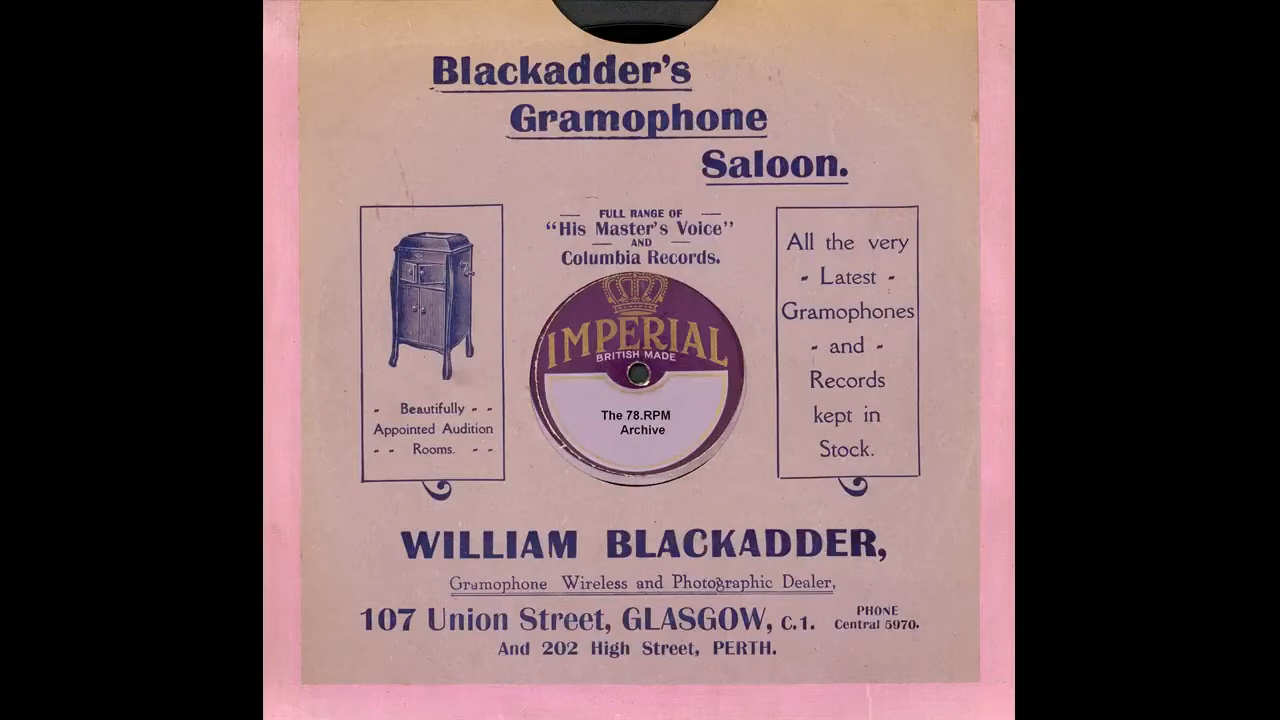 Blackadder's
Gramophone
Saloon.
FULL RANGE OF
"His Master's Voice"
AND
Columbia Records.
IMPERIAL
BRITISH MADE
The 78.RPM
Archive
- Beautifully - -
Appointed Audition
- - Rooms. - -
All the very
- Latest -
Gramophones
- and -
Records
kept in
Stock.
WILLIAM BLACKADDER,
Gramophone Wireless and Photographic Dealer,
107 Union Street, GLASGOW, C.1.
PHONE
Central 5970.
And 202 High Street, PERTH.